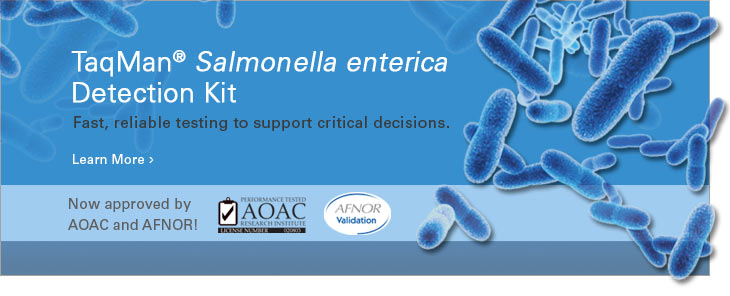 TaqMan® Salmonella enterica
Detection Kit
Fast, reliable testing to support critical decisions.
Learn More >
Now approved by
AOAC and AFNOR!
PERFORMANCE TESTED
AOAC
RESEARCH INSTITUTE
LICENSE NUMBER 020803
AFNOR
Validation